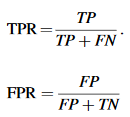 TPR = TP / TP + FN .
FPR = FP / FP + TN